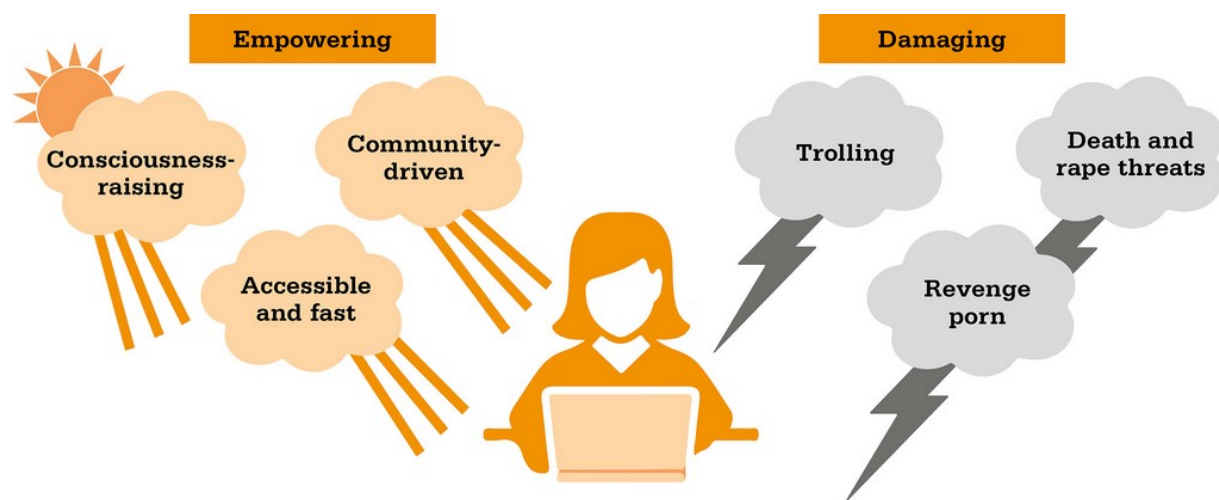 Empowering
Consciousness-
raising
Community-
driven
Accessible
and fast
Damaging
Trolling
Death and
rape threats
Revenge
porn